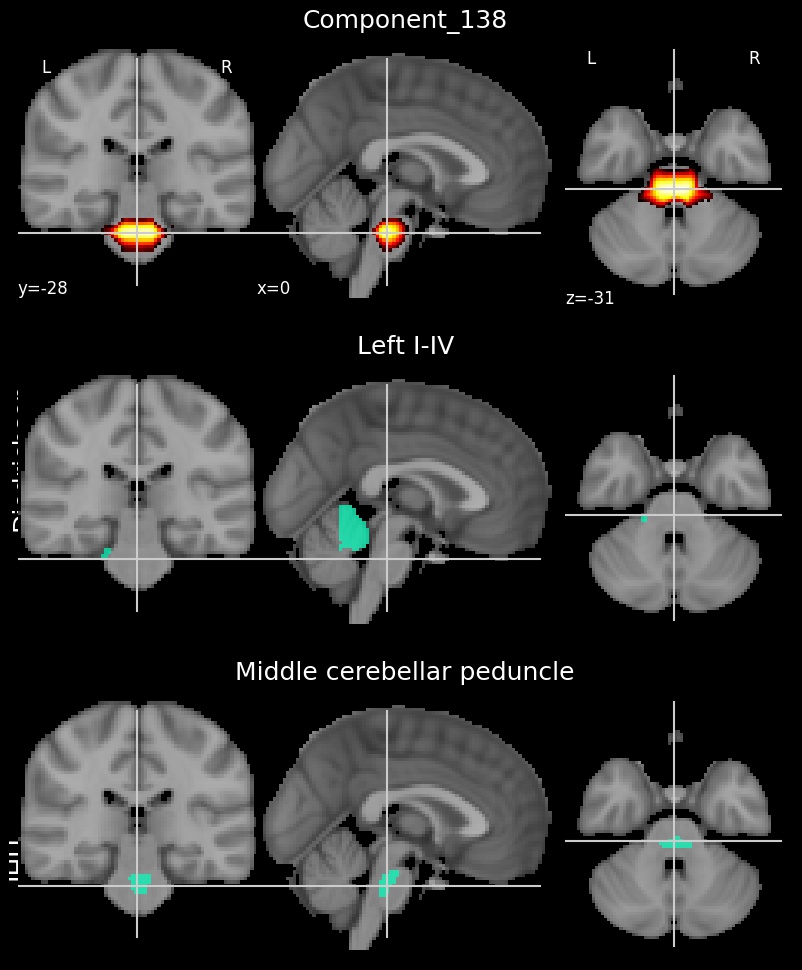 Component_138
L R L R
y=-28 x=0 z=-31
Left I-IV
Middle cerebellar peduncle